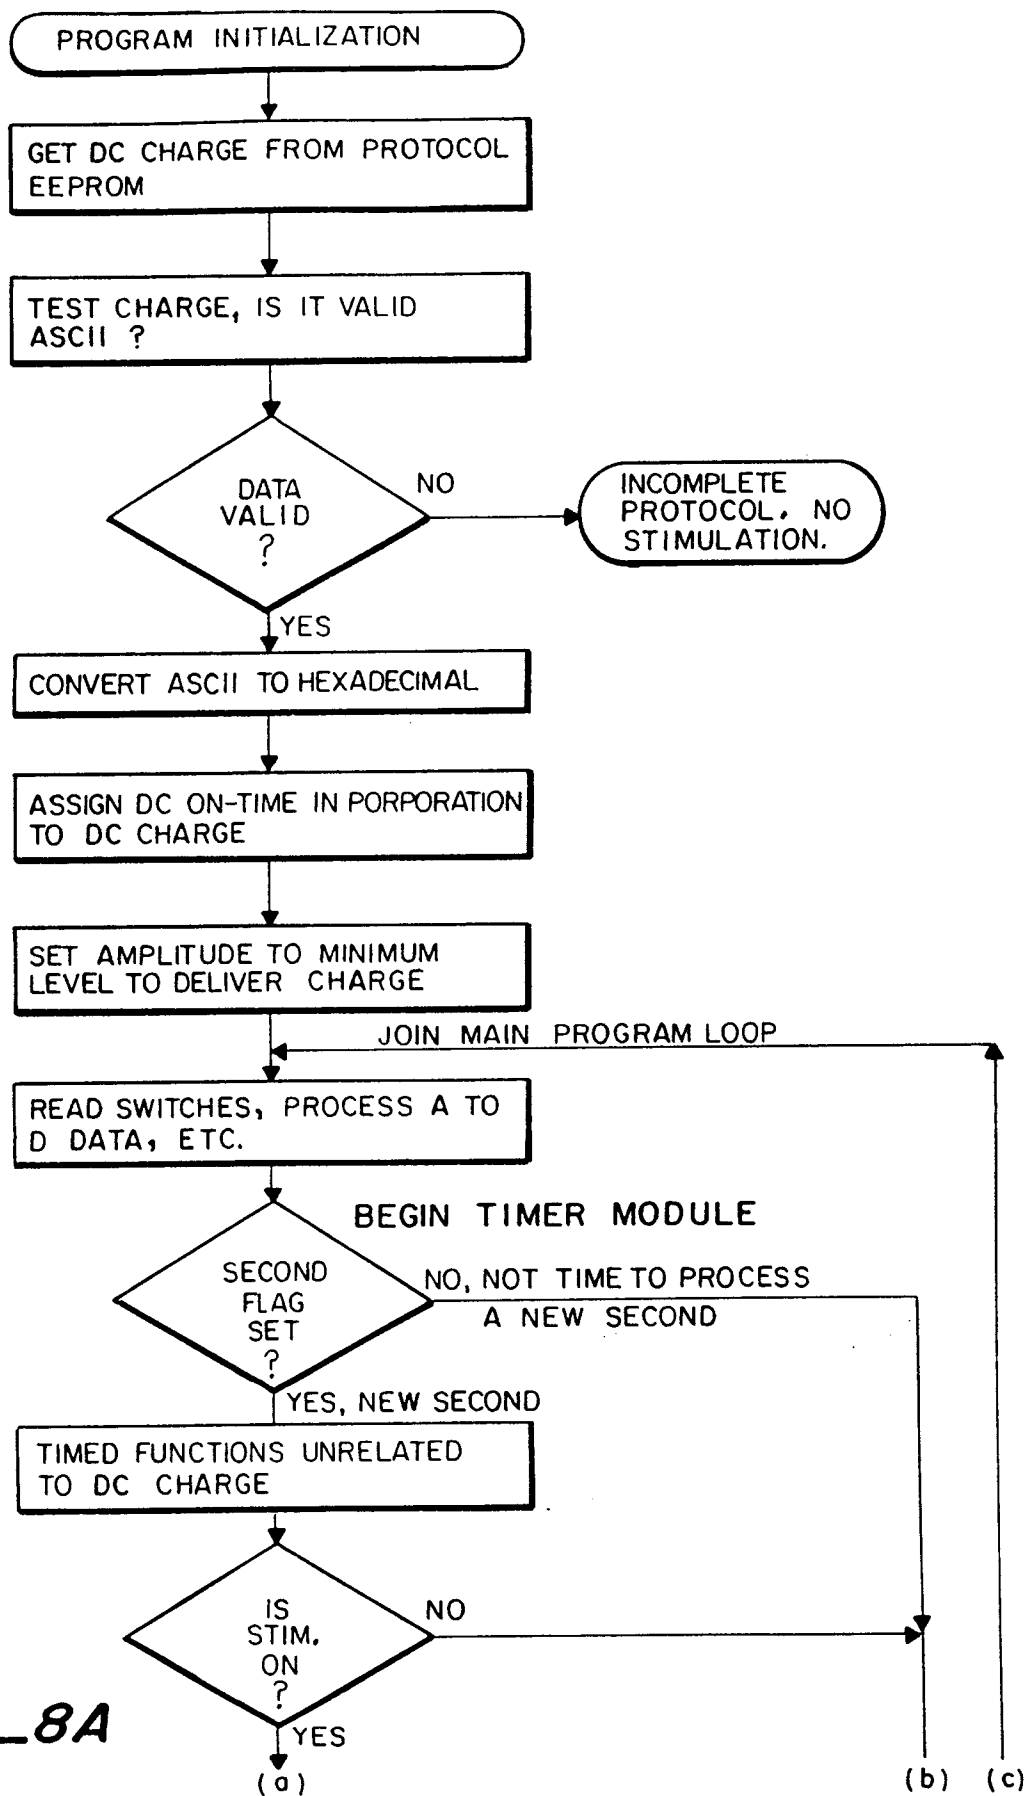 PROGRAM INITIALIZATION
GET DC CHARGE FROM PROTOCOL
EEPROM
TEST CHARGE, IS IT VALID
ASCII ?
DATA
VALID
?
NO
INCOMPLETE
PROTOCOL. NO
STIMULATION.
YES
CONVERT ASCII TO HEXADECIMAL
ASSIGN DC ON-TIME IN PORPORATION
TO DC CHARGE
SET AMPLITUDE TO MINIMUM
LEVEL TO DELIVER CHARGE
JOIN MAIN PROGRAM LOOP
READ SWITCHES, PROCESS A TO
D DATA, ETC.
BEGIN TIMER MODULE
SECOND
FLAG
SET
?
NO, NOT TIME TO PROCESS
A NEW SECOND
YES, NEW SECOND
TIMED FUNCTIONS UNRELATED
TO DC CHARGE
IS
STIM.
ON
?
NO
YES
_8A
(a)
(b)
(c)